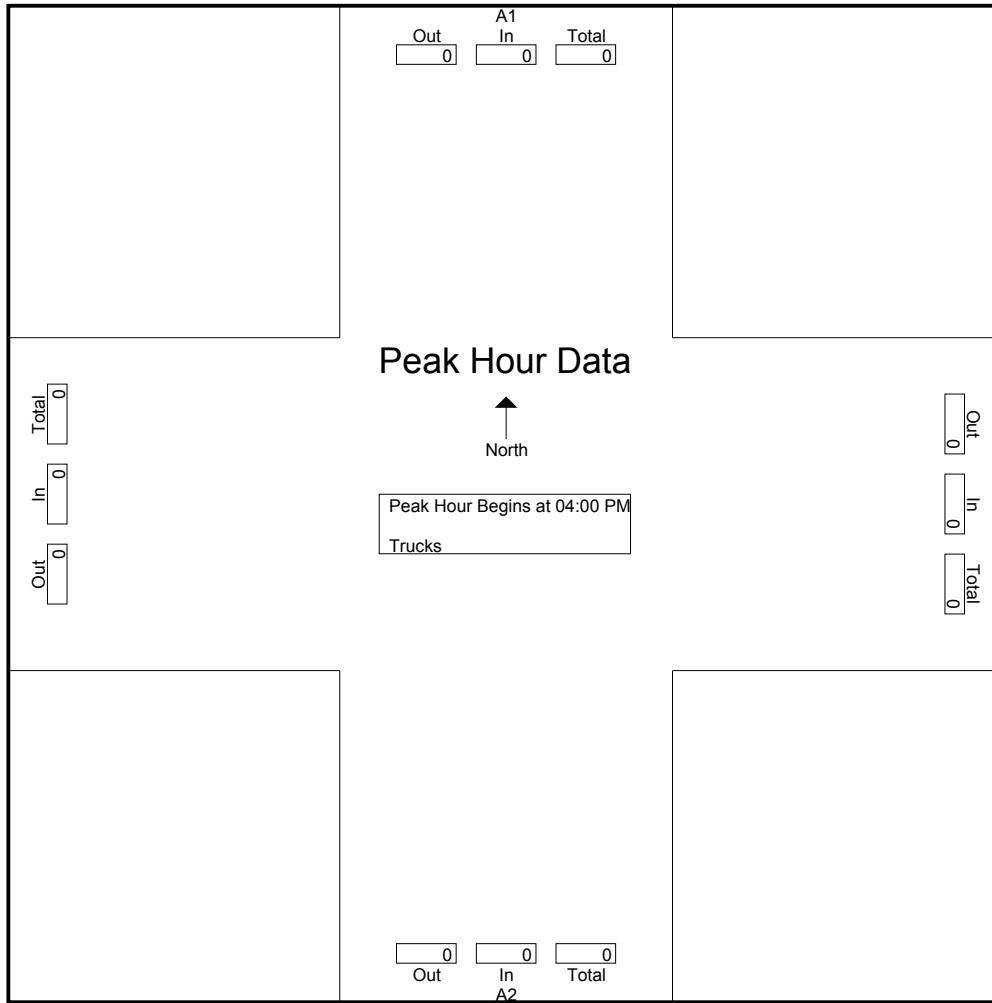 A1
Out In Total
0 0 0
Peak Hour Data
North
Peak Hour Begins at 04:00 PM
Trucks
Total 0
In 0
Out 0
Out 0
In 0
Total 0
0 0 0
Out In Total
A2